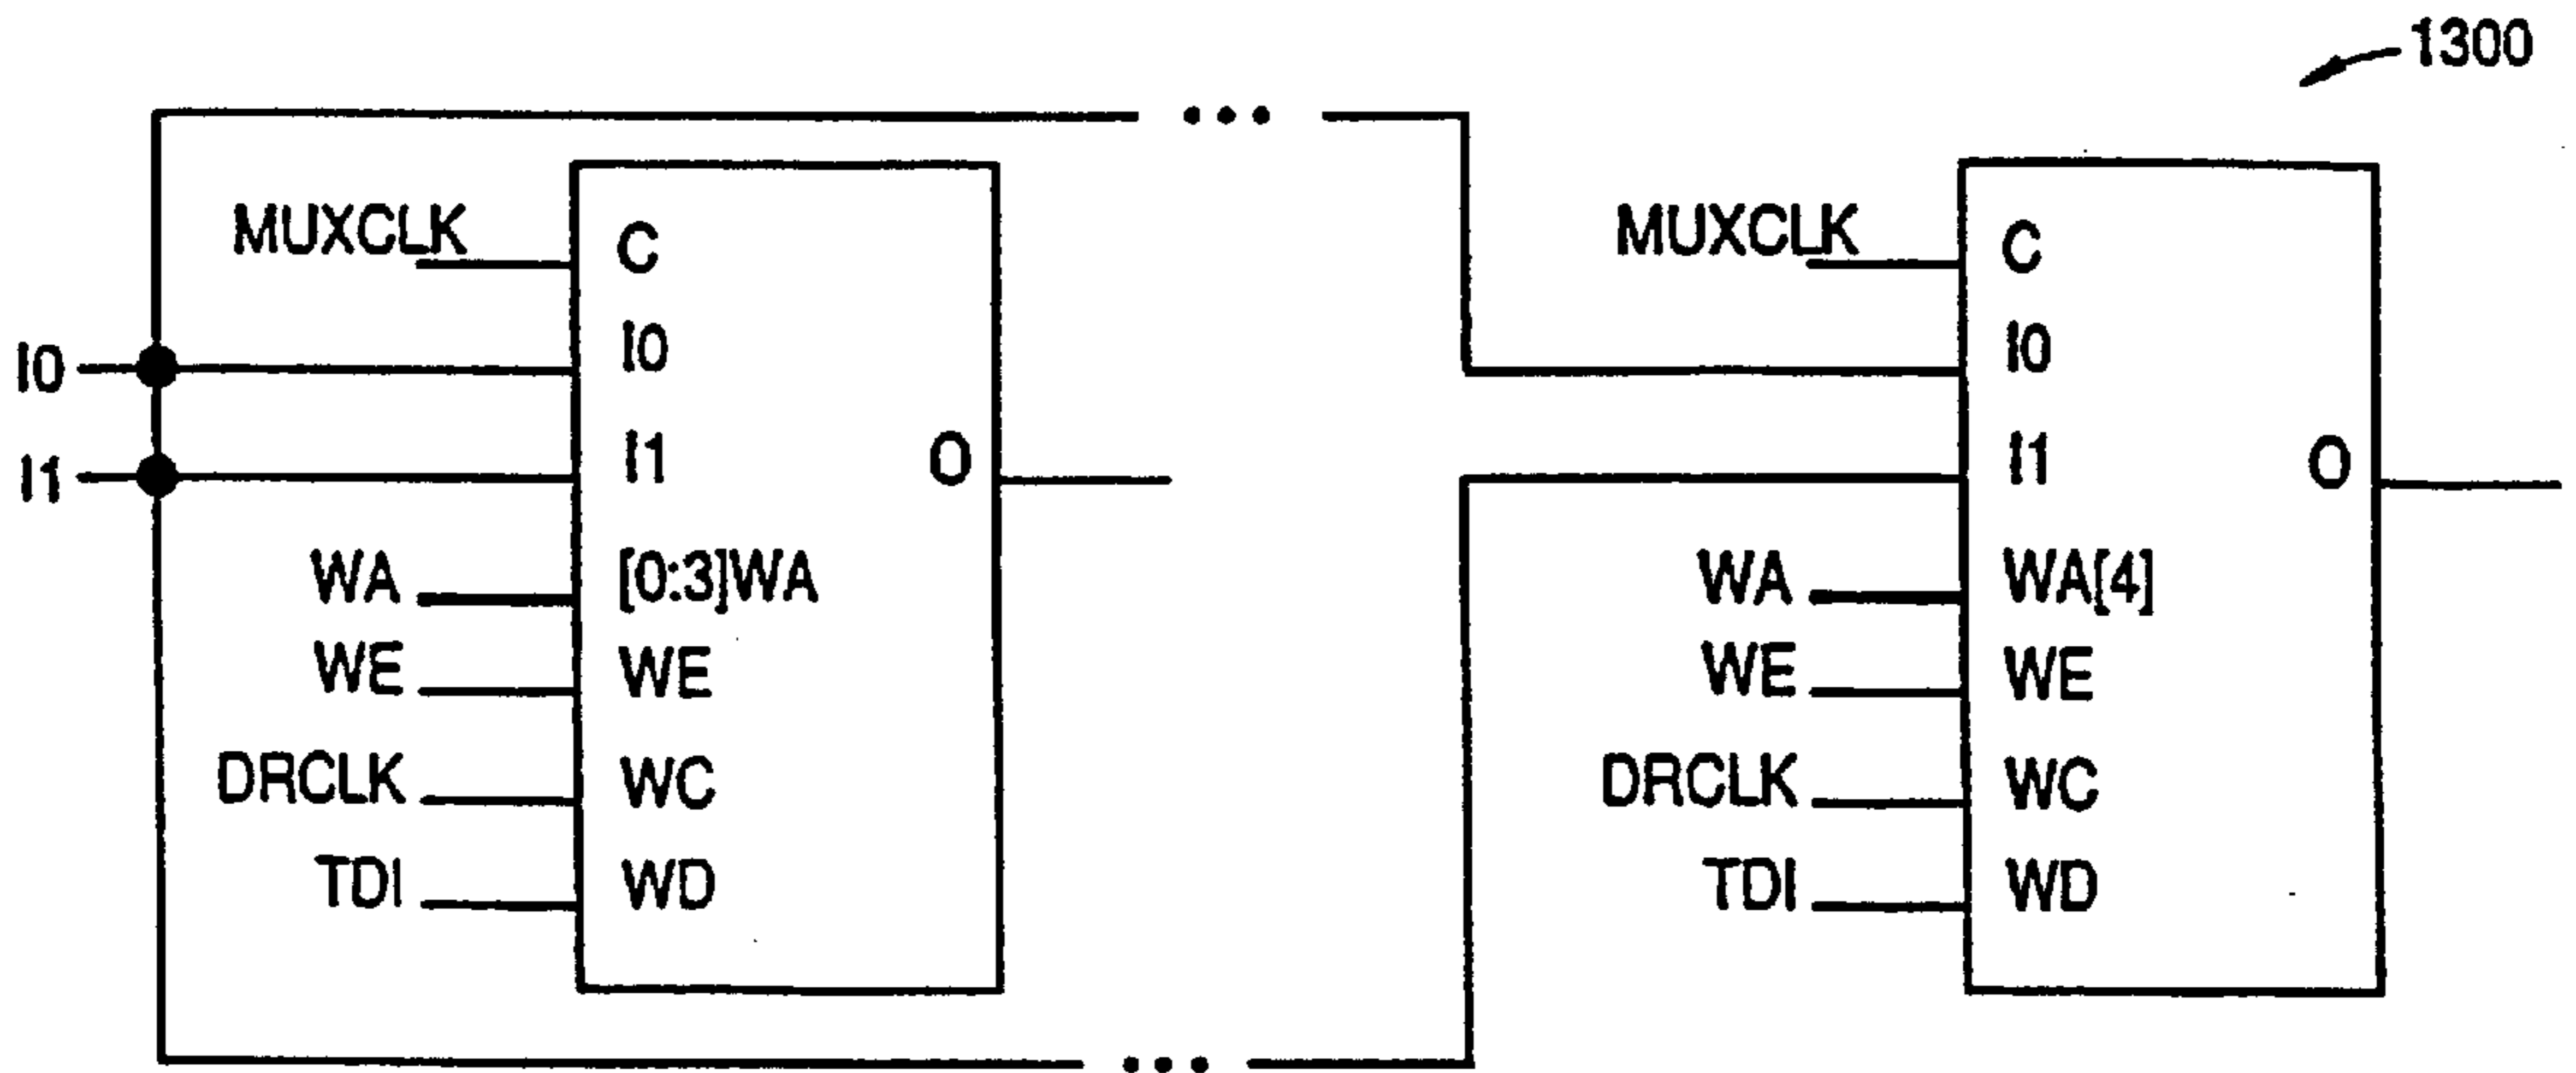 1300
MUXCLK C
I0 I0
I1 I1 O
WA [0:3]WA
WE WE
DRCLK WC
TDI WD
MUXCLK C
I0
I1 O
WA WA[4]
WE WE
DRCLK WC
TDI WD